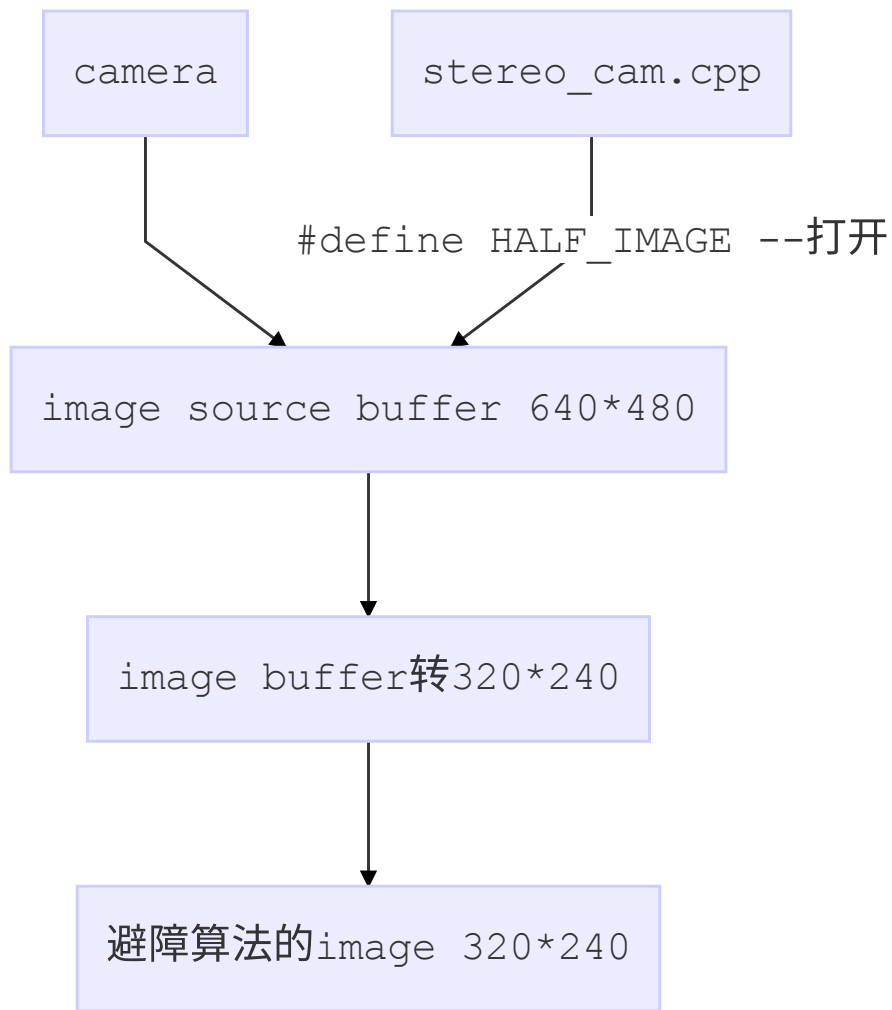 camera
stereo_cam.cpp
#define HALF_IMAGE --打开
image source buffer 640*480
image buffer转320*240
避障算法的image 320*240